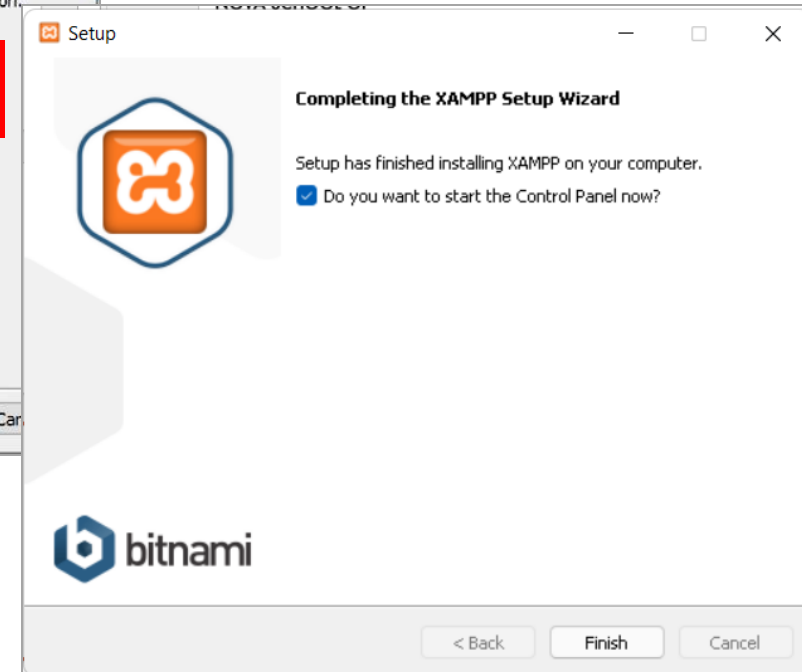 Setup
Completing the XAMPP Setup Wizard
Setup has finished installing XAMPP on your computer.
Do you want to start the Control Panel now?
bitnami
< Back
Finish
Cancel